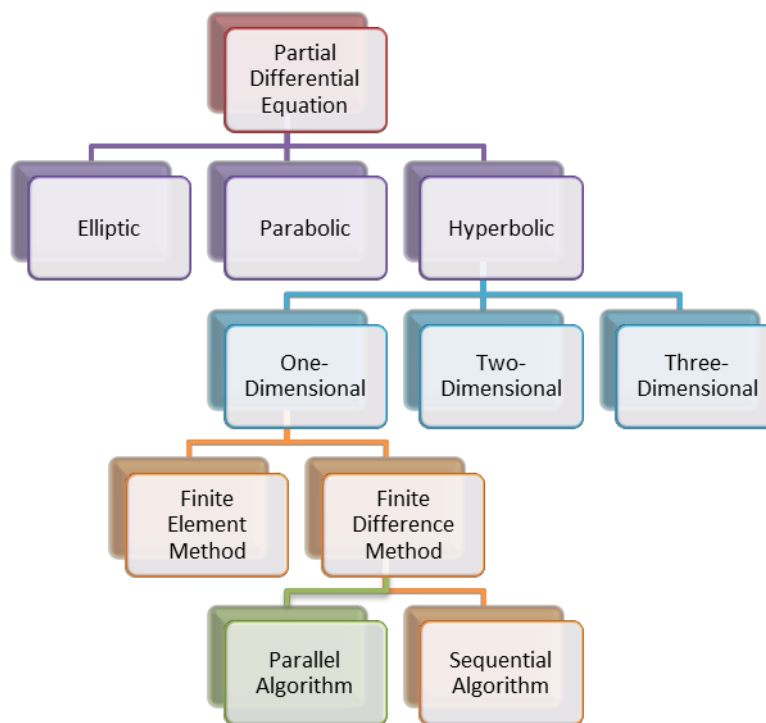 Partial
Differential
Equation
Elliptic
Parabolic
Hyperbolic
One-
Dimensional
Two-
Dimensional
Three-
Dimensional
Finite
Element
Method
Finite
Difference
Method
Parallel
Algorithm
Sequential
Algorithm